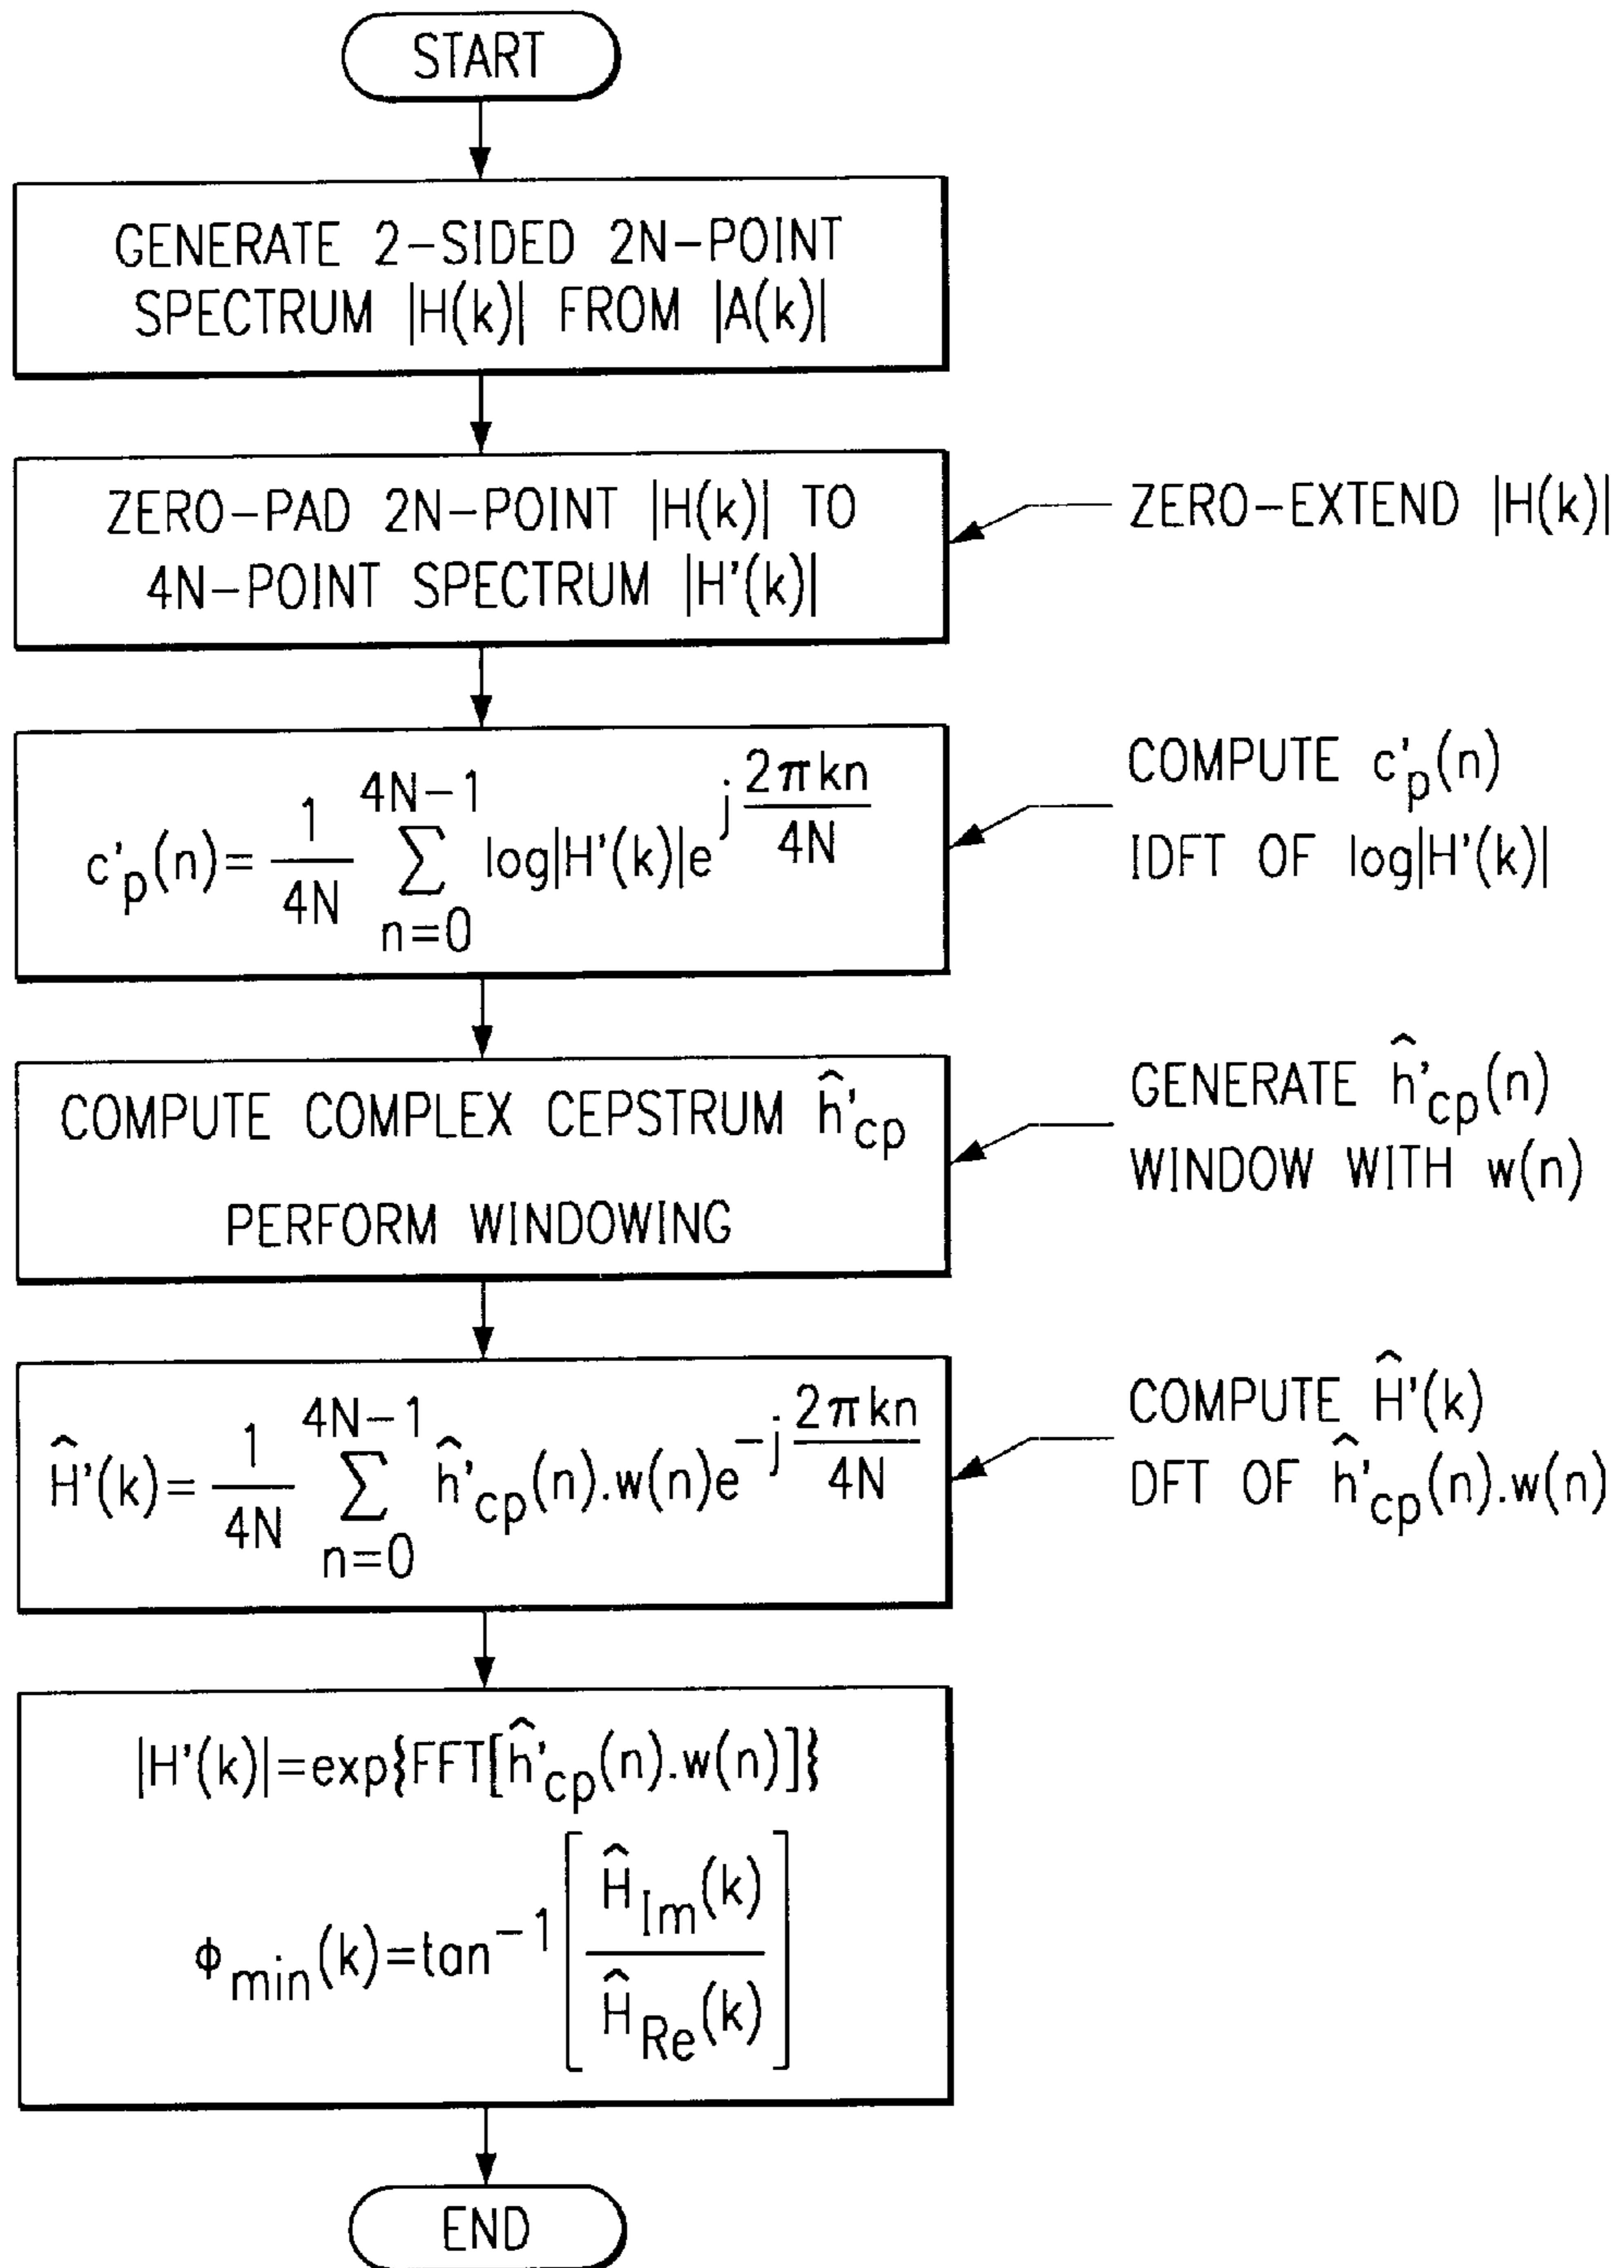 START
GENERATE 2-SIDED 2N-POINT
SPECTRUM |H(k)| FROM |A(k)|
ZERO-PAD 2N-POINT |H(k)| TO
4N-POINT SPECTRUM |H'(k)|
ZERO-EXTEND |H(k)|
c'p(n)= 1/4N 4N-1 ∑ n=0 log|H'(k)|e^j 2πkn/4N
COMPUTE c'p(n)
IDFT OF log|H'(k)|
COMPUTE COMPLEX CEPSTRUM ĥ'cp
PERFORM WINDOWING
GENERATE ĥ'cp(n)
WINDOW WITH w(n)
Ĥ'(k)= 1/4N 4N-1 ∑ n=0 ĥ'cp(n).w(n)e^-j 2πkn/4N
COMPUTE Ĥ'(k)
DFT OF ĥ'cp(n).w(n)
|H'(k)|=exp{FFT[ĥ'cp(n).w(n)]}
φmin(k)=tan^-1[ĤIm(k)/ĤRe(k)]
END